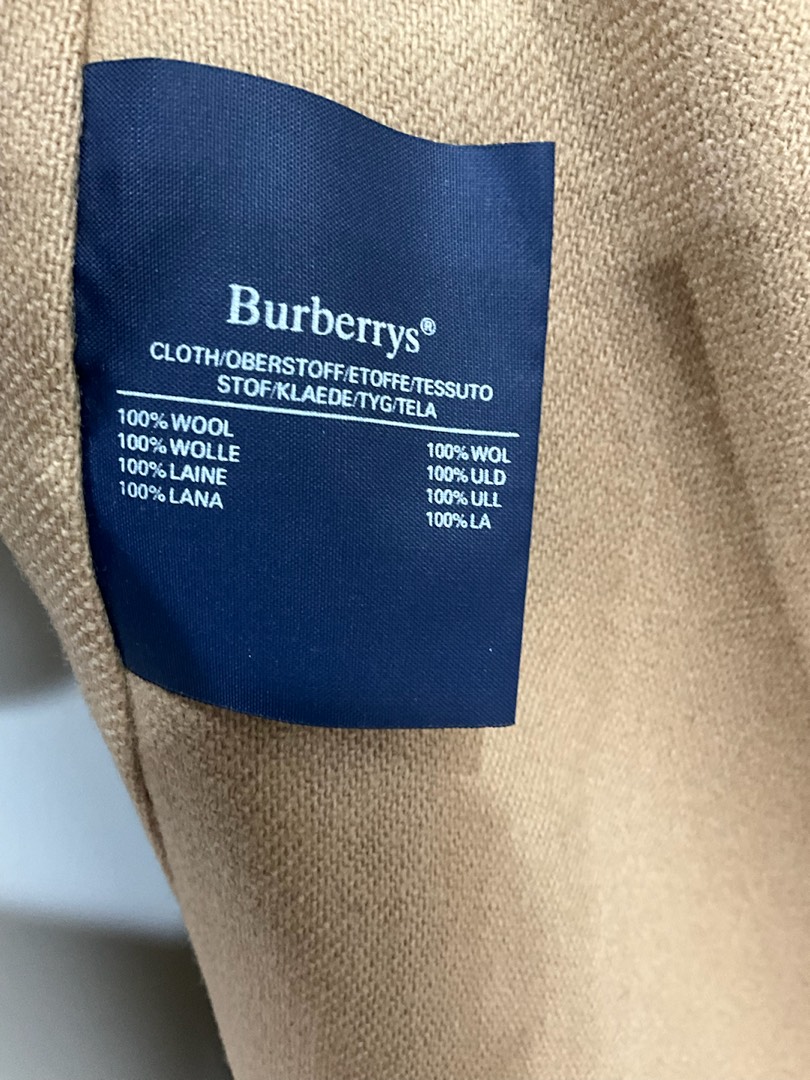 Burberrys®
CLOTH/OBERSTOFF/ETOFFE/TESSUTO
STOF/KLAEDE/TYG/TELA
100% WOOL
100% WOLLE
100% LAINE
100% LANA
100% WOL
100% ULD
100% ULL
100% LA